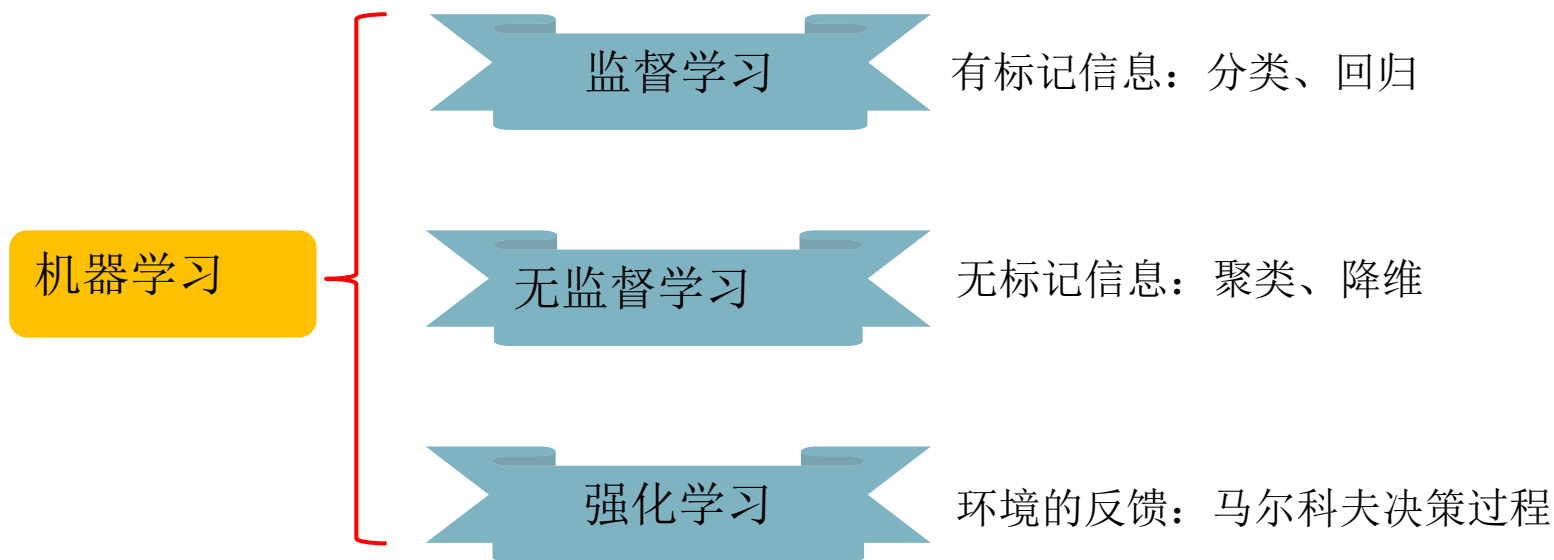 监督学习
有标记信息：分类、回归
机器学习
无监督学习
无标记信息：聚类、降维
强化学习
环境的反馈：马尔科夫决策过程